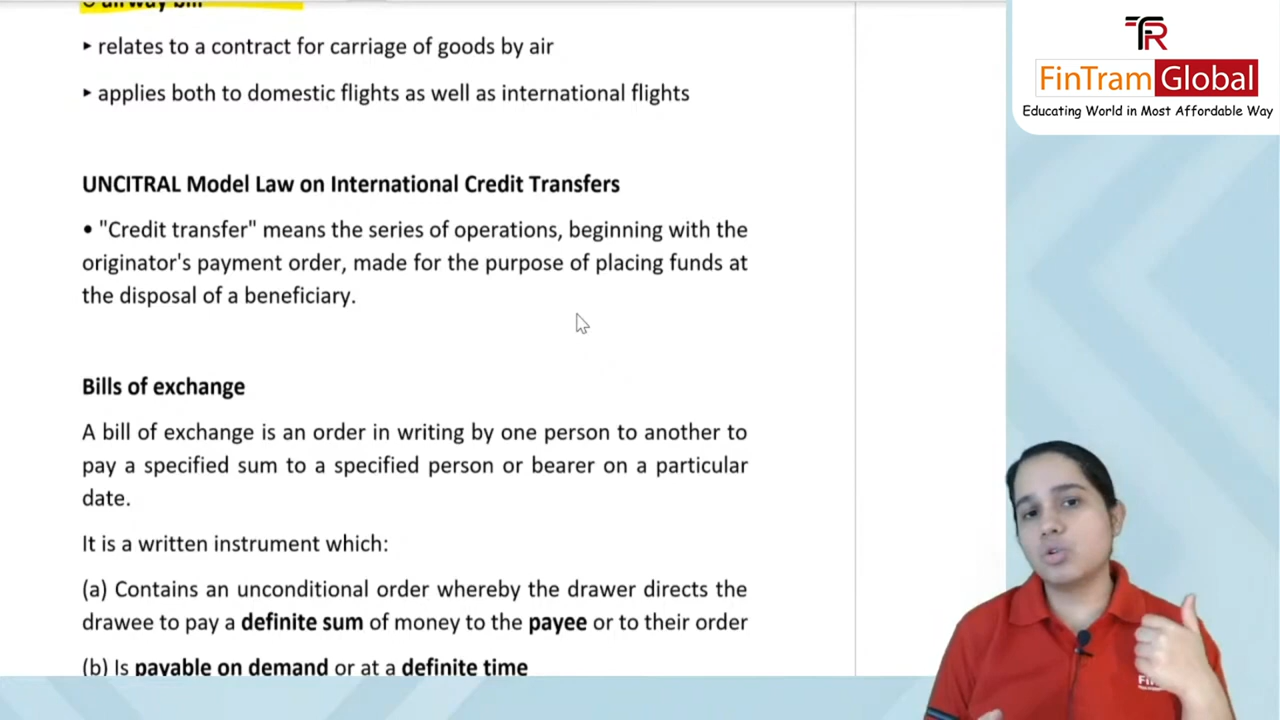 air way bill
▸ relates to a contract for carriage of goods by air
▸ applies both to domestic flights as well as international flights
UNCITRAL Model Law on International Credit Transfers
• "Credit transfer" means the series of operations, beginning with the
originator's payment order, made for the purpose of placing funds at
the disposal of a beneficiary.
Bills of exchange
A bill of exchange is an order in writing by one person to another to
pay a specified sum to a specified person or bearer on a particular
date.
It is a written instrument which:
(a) Contains an unconditional order whereby the drawer directs the
drawee to pay a definite sum of money to the payee or to their order
(b) Is payable on demand or at a definite time
FinTram Global
Educating World in Most Affordable Way